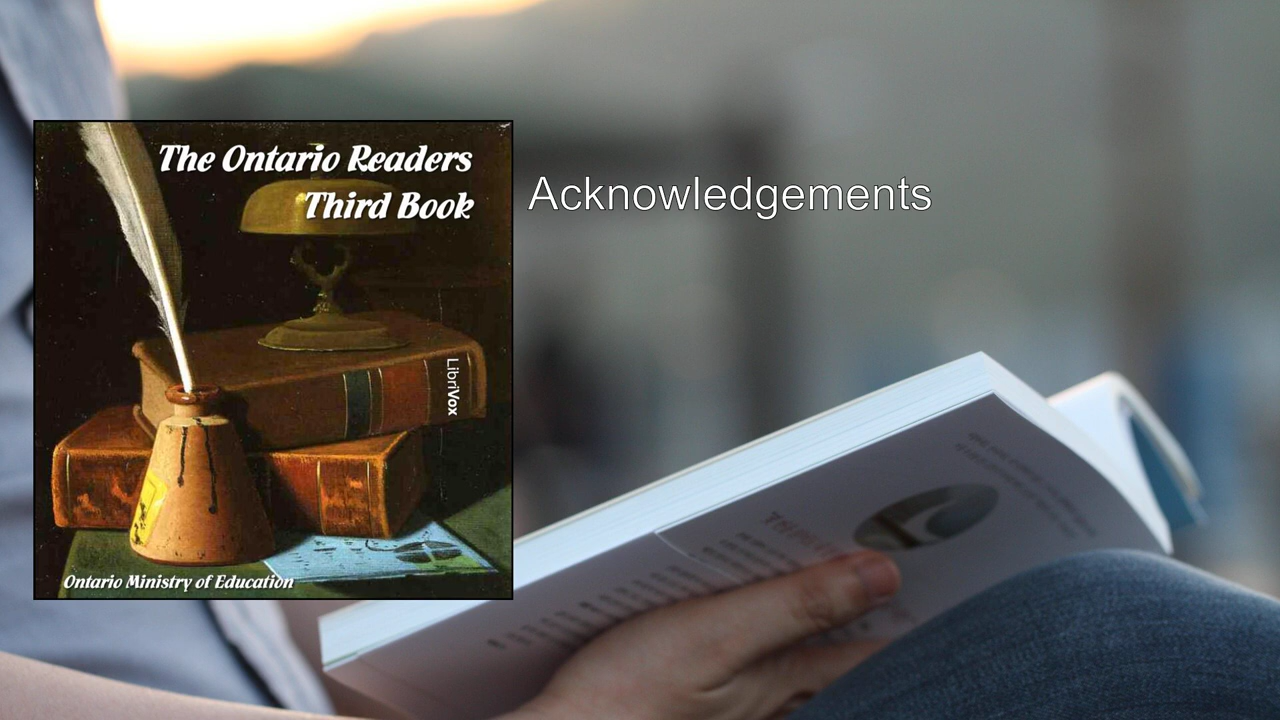 The Ontario Readers
Third Book
Acknowledgements
LibriVox
Ontario Ministry of Education